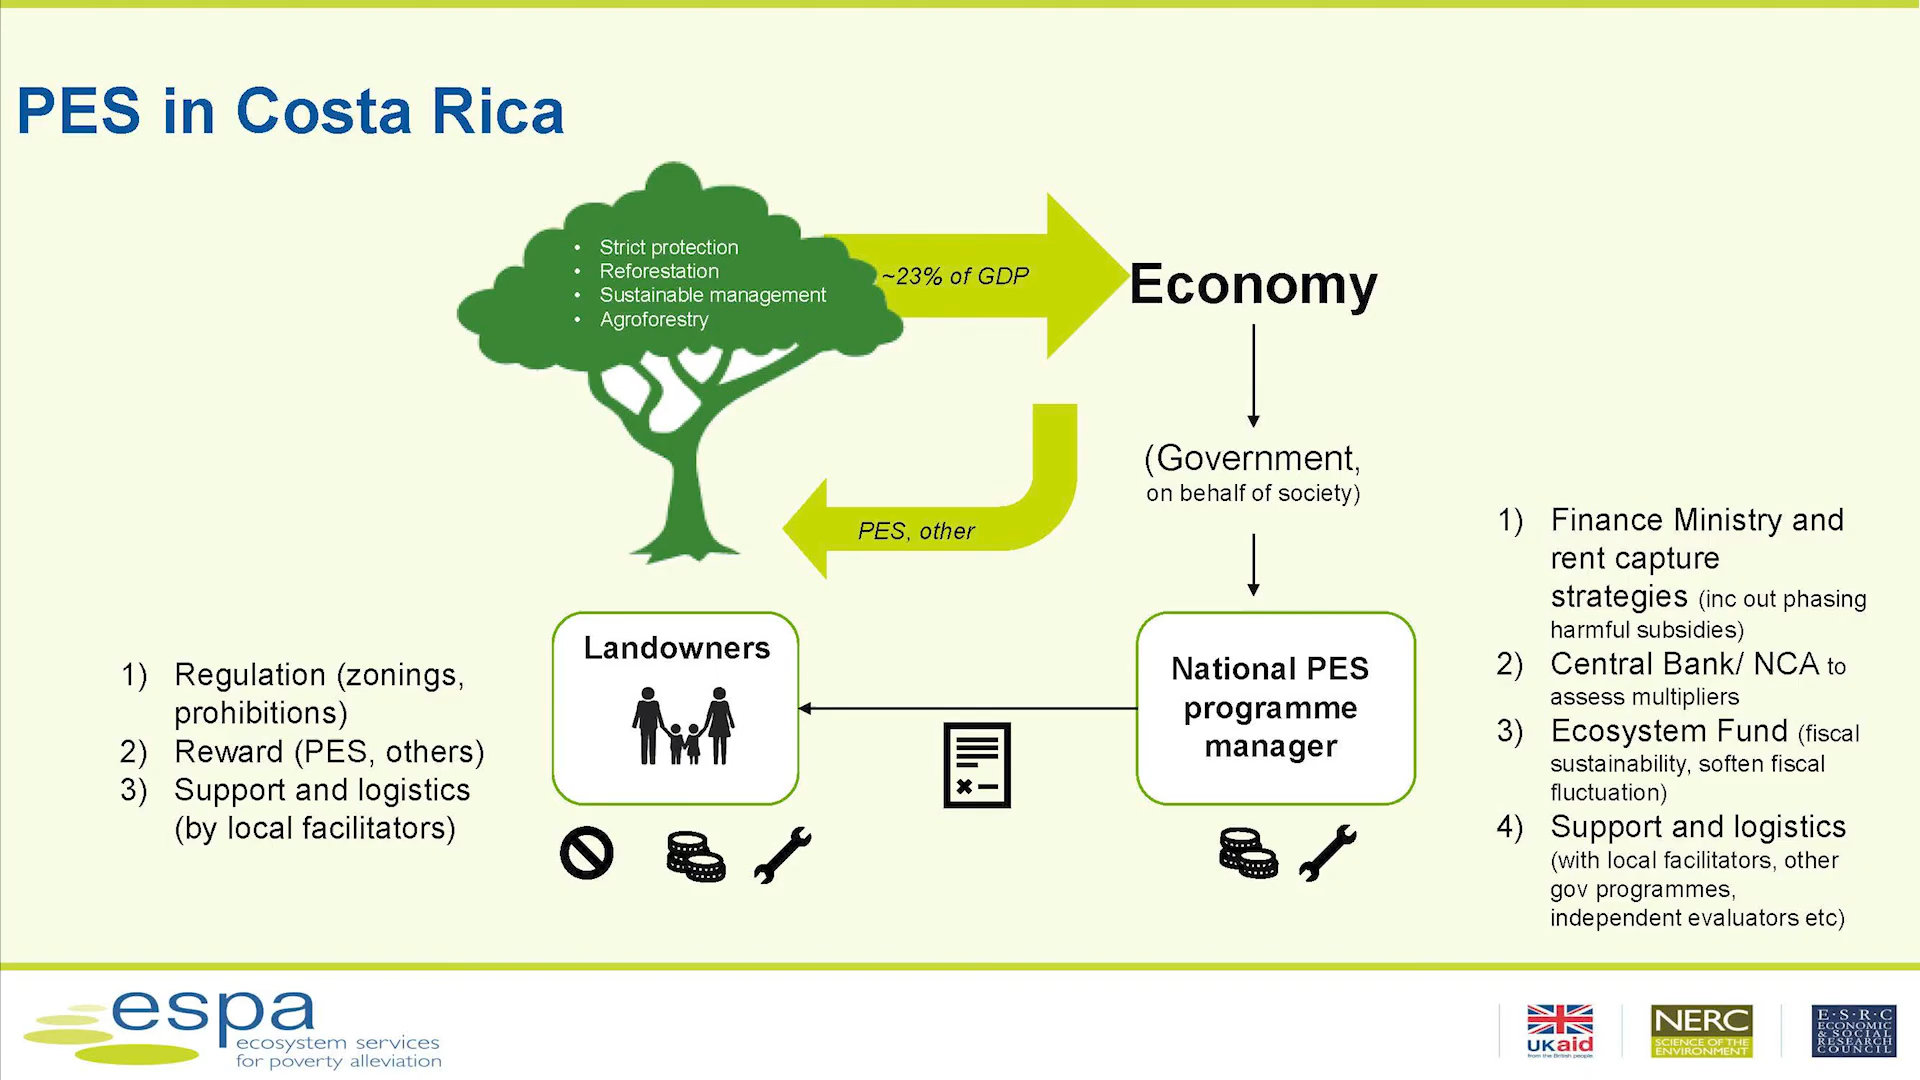 PES in Costa Rica
• Strict protection
• Reforestation
• Sustainable management
• Agroforestry
~23% of GDP
Economy
(Government,
on behalf of society)
PES, other
Landowners
National PES
programme
manager
1) Regulation (zonings,
prohibitions)
2) Reward (PES, others)
3) Support and logistics
(by local facilitators)
1) Finance Ministry and
rent capture
strategies (inc out phasing
harmful subsidies)
2) Central Bank/ NCA to
assess multipliers
3) Ecosystem Fund (fiscal
sustainability, soften fiscal
fluctuation)
4) Support and logistics
(with local facilitators, other
gov programmes,
independent evaluators etc)
espa
ecosystem services
for poverty alleviation
UKaid
from the British people
NERC
SCIENCE OF THE
ENVIRONMENT
E·S·R·C
ECONOMIC
& SOCIAL
RESEARCH
COUNCIL